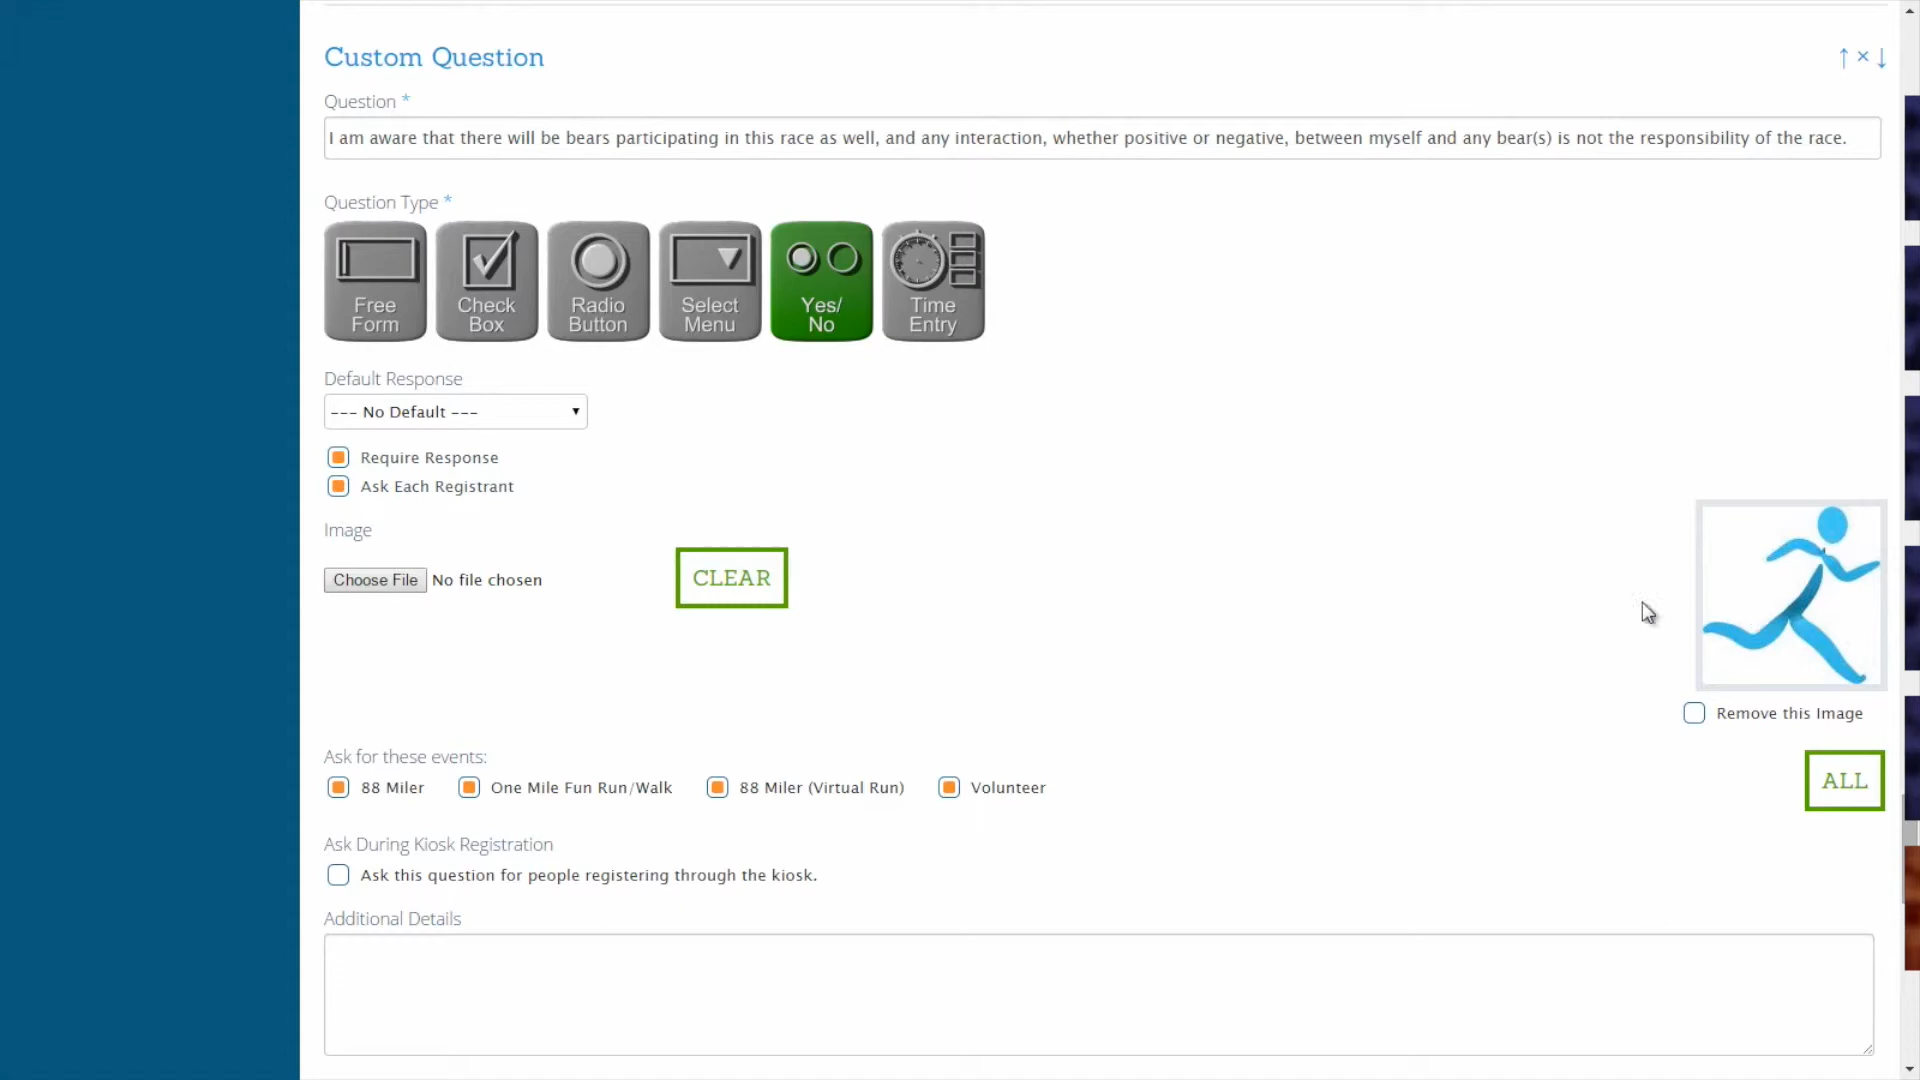 Custom Question
↑ × ↓
Question *
I am aware that there will be bears participating in this race as well, and any interaction, whether positive or negative, between myself and any bear(s) is not the responsibility of the race.
Question Type *
Free Form
Check Box
Radio Button
Select Menu
Yes/ No
Time Entry
Default Response
--- No Default ---
Require Response
Ask Each Registrant
Image
Choose File No file chosen
CLEAR
Remove this Image
Ask for these events:
88 Miler One Mile Fun Run/Walk 88 Miler (Virtual Run) Volunteer
ALL
Ask During Kiosk Registration
Ask this question for people registering through the kiosk.
Additional Details